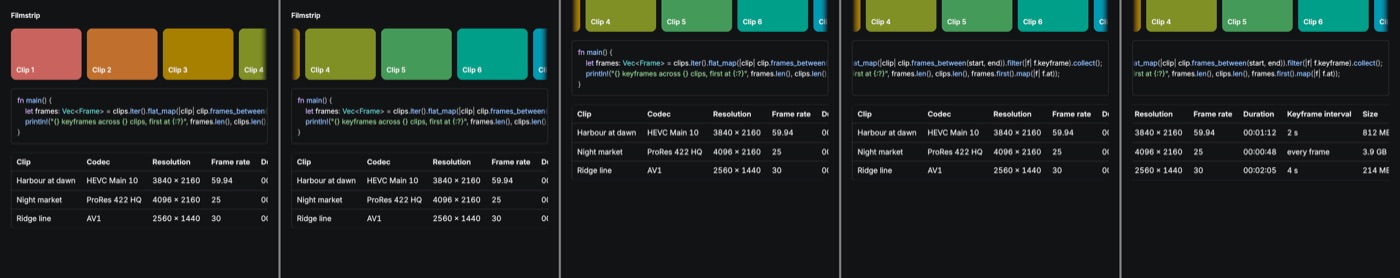 Filmstrip
Clip 1 Clip 2 Clip 3 Clip 4
fn main() {
let frames: Vec<Frame> = clips.iter().flat_map(|clip| clip.frames_between(
println!("{} keyframes across {} clips, first at {:?}", frames.len(), clips.len()
}
Clip Codec Resolution Frame rate
Harbour at dawn HEVC Main 10 3840 × 2160 59.94
Night market ProRes 422 HQ 4096 × 2160 25
Ridge line AV1 2560 × 1440 30
Filmstrip
Clip 4 Clip 5 Clip 6
fn main() {
let frames: Vec<Frame> = clips.iter().flat_map(|clip| clip.frames_between
println!("{} keyframes across {} clips, first at {:?}", frames.len(), clips.len()
}
Clip Codec Resolution Frame rate
Harbour at dawn HEVC Main 10 3840 × 2160 59.94
Night market ProRes 422 HQ 4096 × 2160 25
Ridge line AV1 2560 × 1440 30
Clip 4 Clip 5 Clip 6
fn main() {
let frames: Vec<Frame> = clips.iter().flat_map(|clip| clip.frames_between
println!("{} keyframes across {} clips, first at {:?}", frames.len(), clips.len()
}
Clip Codec Resolution Frame rate
Harbour at dawn HEVC Main 10 3840 × 2160 59.94
Night market ProRes 422 HQ 4096 × 2160 25
Ridge line AV1 2560 × 1440 30
Clip 4 Clip 5 Clip 6
at_map(|clip| clip.frames_between(start, end)).filter(|f| f.keyframe).collect();
rst at {:?}", frames.len(), clips.len(), frames.first().map(|f| f.at));
Clip Codec Resolution Frame rate
Harbour at dawn HEVC Main 10 3840 × 2160 59.94
Night market ProRes 422 HQ 4096 × 2160 25
Ridge line AV1 2560 × 1440 30
Clip 4 Clip 5 Clip 6
at_map(|clip| clip.frames_between(start, end)).filter(|f| f.keyframe).collect();
rst at {:?}", frames.len(), clips.len(), frames.first().map(|f| f.at));
Resolution Frame rate Duration Keyframe interval Size
3840 × 2160 59.94 00:01:12 2 s 812 MB
4096 × 2160 25 00:00:48 every frame 3.9 GB
2560 × 1440 30 00:02:05 4 s 214 MB